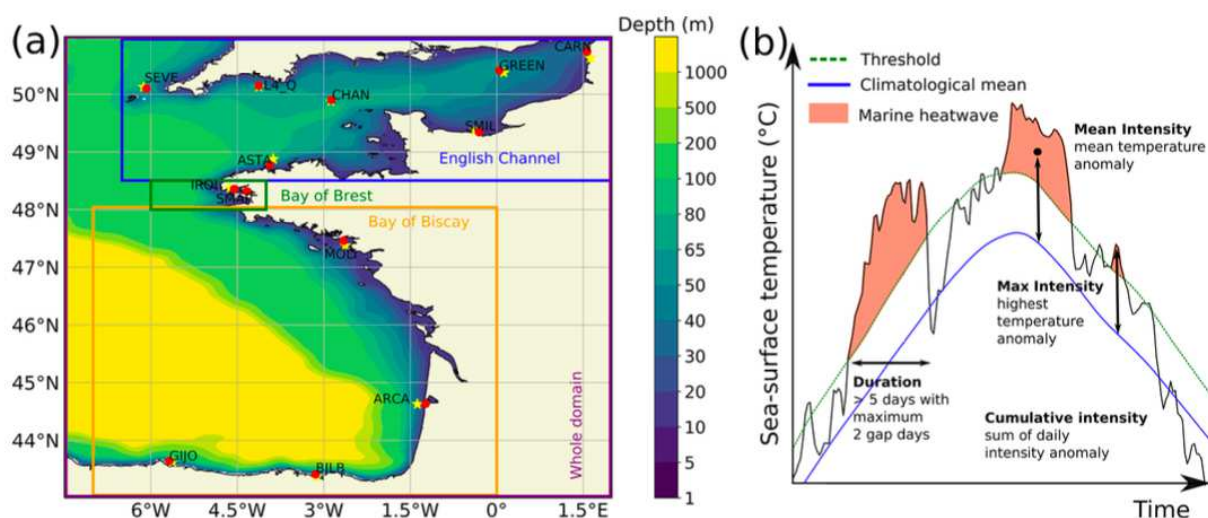 (a)
Depth (m)
CARN
SEVE
L4_Q
GREEN
CHAN
SMIL
ASTA
English Channel
Bay of Brest
SMAR
Bay of Biscay
MOLI
ARCA
GIJO
BILB
Whole domain
50°N
49°N
48°N
47°N
46°N
45°N
44°N
6°W
4.5°W
3°W
1.5°W
0°
1.5°E
1000
500
200
100
80
65
50
40
30
20
10
5
1
(b)
Threshold
Climatological mean
Marine heatwave
Sea-surface temperature (°C)
Mean Intensity
mean temperature
anomaly
Max Intensity
highest
temperature
anomaly
Duration
> 5 days with
maximum
2 gap days
Cumulative intensity
sum of daily
intensity anomaly
Time